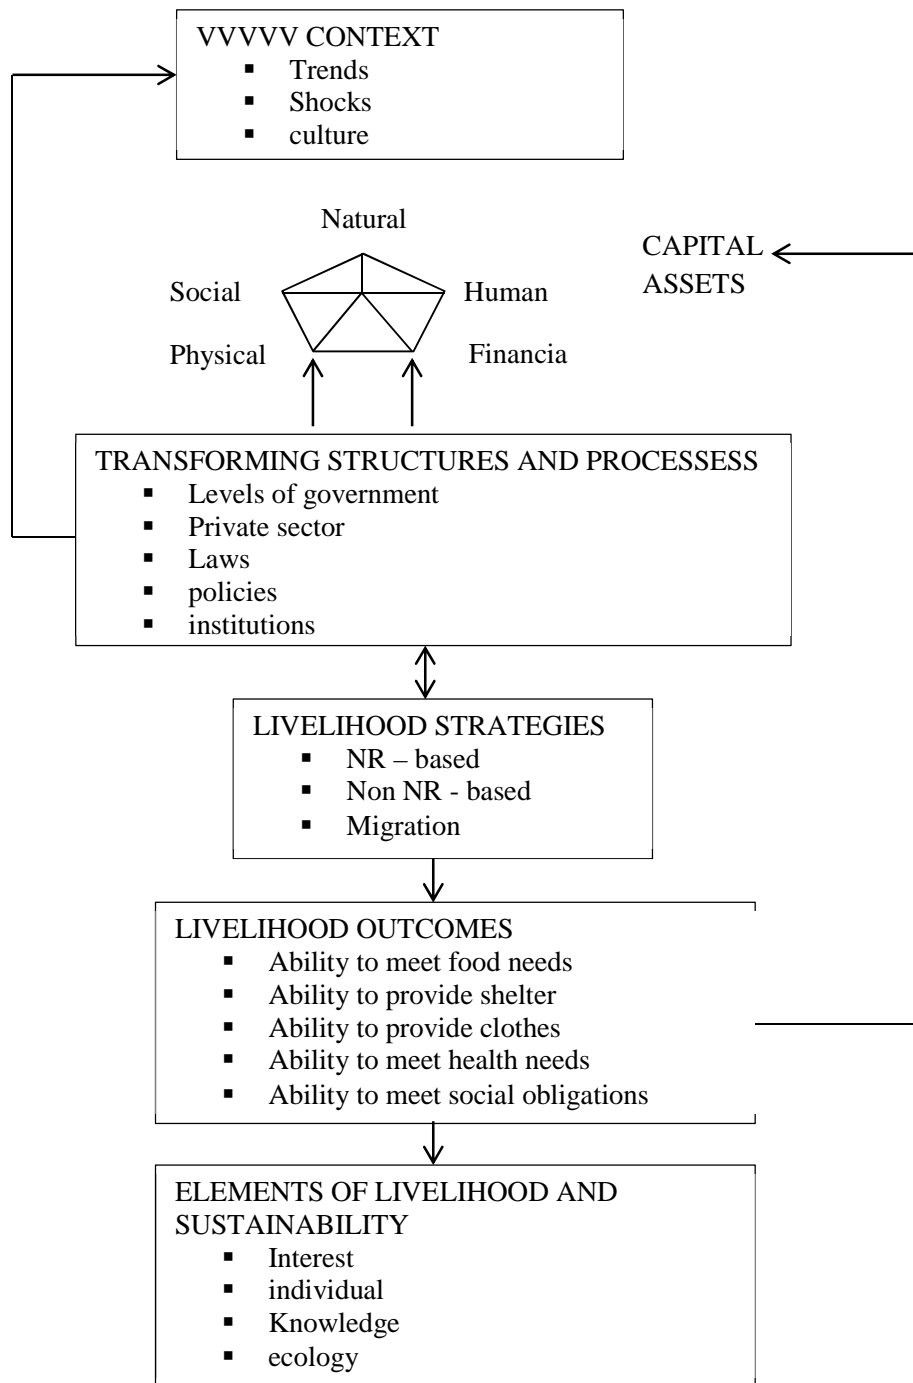 VVVVV CONTEXT
▪ Trends
▪ Shocks
▪ culture
Natural
CAPITAL
ASSETS
Social
Human
Physical
Financia
TRANSFORMING STRUCTURES AND PROCESSESS
▪ Levels of government
▪ Private sector
▪ Laws
▪ policies
▪ institutions
LIVELIHOOD STRATEGIES
▪ NR – based
▪ Non NR - based
▪ Migration
LIVELIHOOD OUTCOMES
▪ Ability to meet food needs
▪ Ability to provide shelter
▪ Ability to provide clothes
▪ Ability to meet health needs
▪ Ability to meet social obligations
ELEMENTS OF LIVELIHOOD AND
SUSTAINABILITY
▪ Interest
▪ individual
▪ Knowledge
▪ ecology